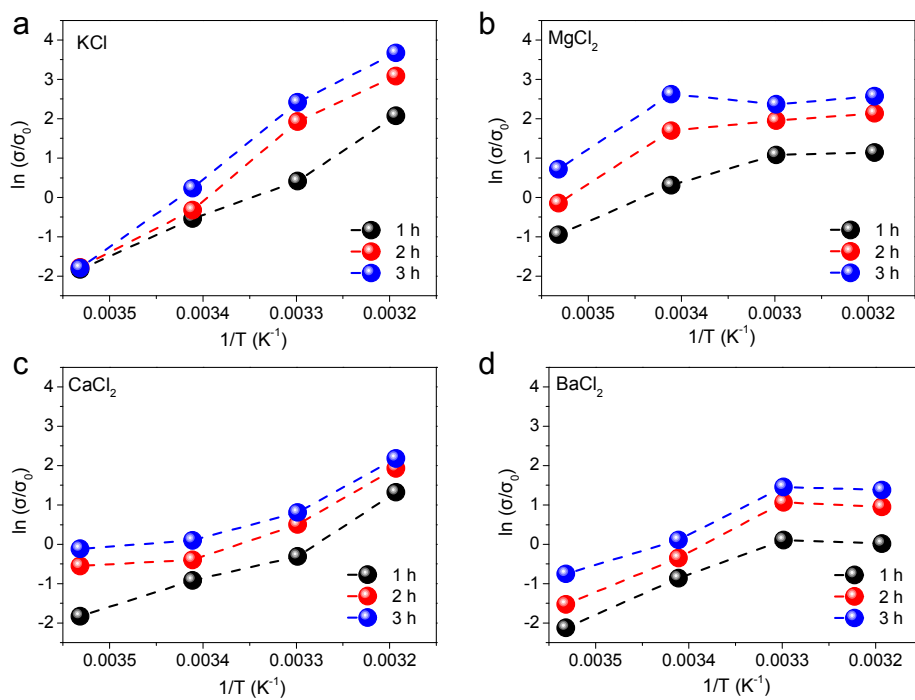 a
KCl
4
3
2
1
0
-1
-2
ln (σ/σ₀)
1 h
2 h
3 h
0.0035 0.0034 0.0033 0.0032
1/T (K⁻¹)
b
MgCl₂
4
3
2
1
0
-1
-2
ln (σ/σ₀)
1 h
2 h
3 h
0.0035 0.0034 0.0033 0.0032
1/T (K⁻¹)
c
CaCl₂
4
3
2
1
0
-1
-2
ln (σ/σ₀)
1 h
2 h
3 h
0.0035 0.0034 0.0033 0.0032
1/T (K⁻¹)
d
BaCl₂
4
3
2
1
0
-1
-2
ln (σ/σ₀)
1 h
2 h
3 h
0.0035 0.0034 0.0033 0.0032
1/T (K⁻¹)